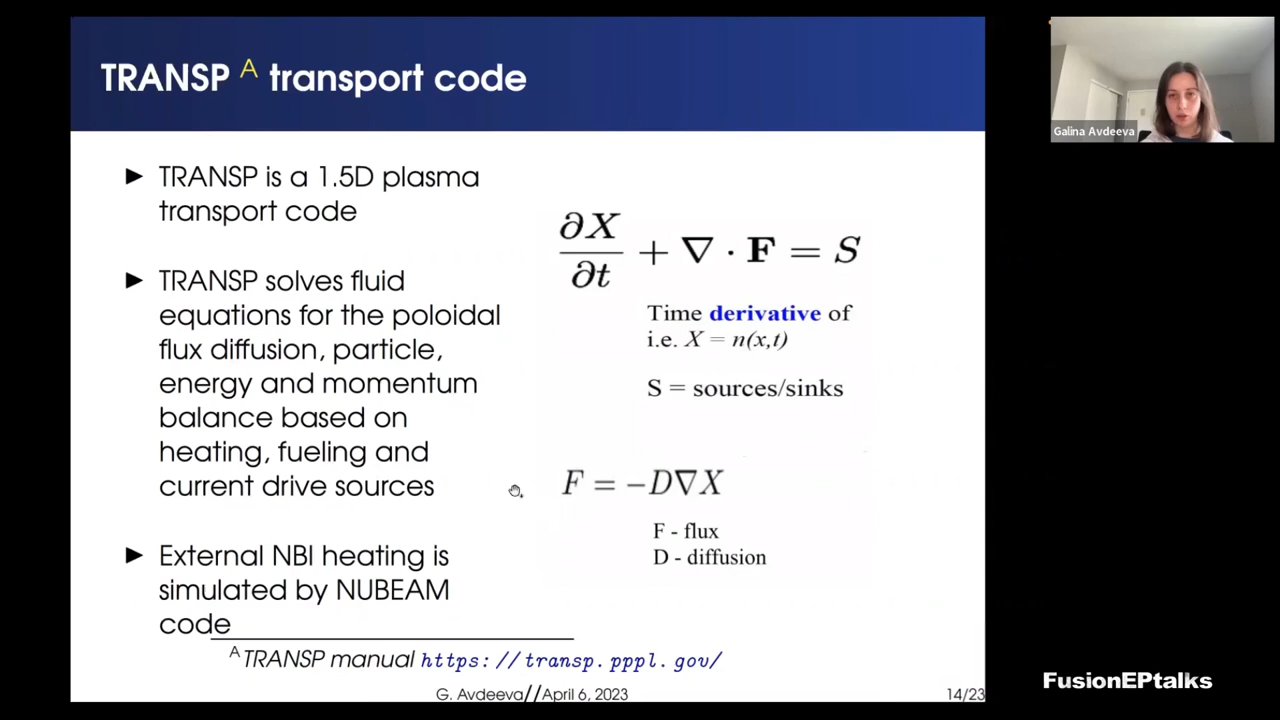 TRANSP A transport code
► TRANSP is a 1.5D plasma
transport code
► TRANSP solves fluid
equations for the poloidal
flux diffusion, particle,
energy and momentum
balance based on
heating, fueling and
current drive sources
► External NBI heating is
simulated by NUBEAM
code
∂X/∂t + ∇ · F = S
Time derivative of
i.e. X = n(x,t)
S = sources/sinks
F = −D∇X
F - flux
D - diffusion
A TRANSP manual https://transp.pppl.gov/
G. Avdeeva//April 6, 2023
14/23
Galina Avdeeva
FusionEPtalks